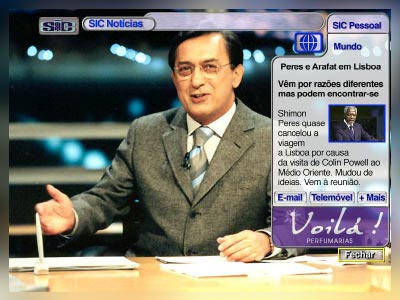 SIC
SIC Notícias
SIC Pessoal
Mundo
Peres e Arafat em Lisboa
Vêm por razões diferentes
mas podem encontrar-se
Shimon
Peres quase
cancelou a
viagem
a Lisboa por causa
da visita de Colin Powell ao
Médio Oriente. Mudou de
ideias. Vem à reunião.
E-mail
Telemóvel
+ Mais
Voilá !
PERFUMARIAS
Fechar